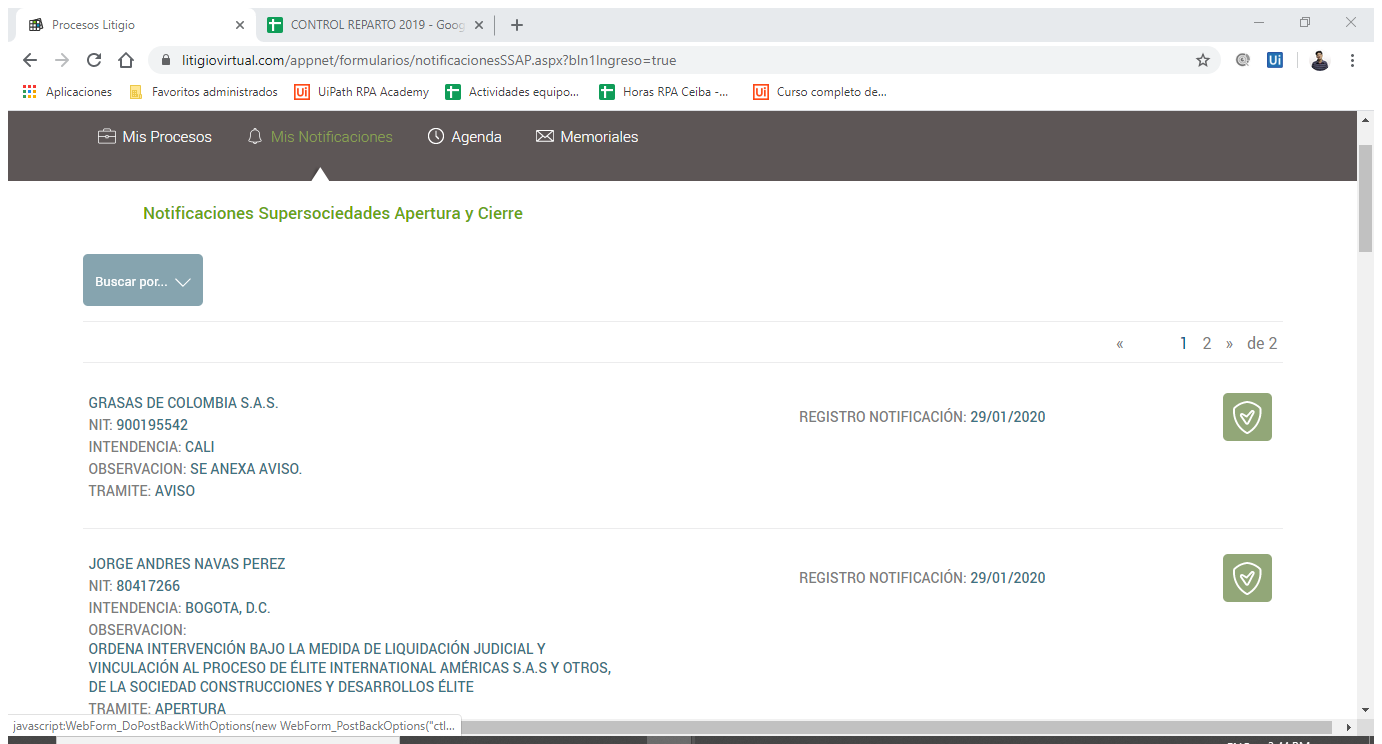 Procesos Litigio
CONTROL REPARTO 2019 - Goog
litigiovirtual.com/appnet/formularios/notificacionesSSAP.aspx?bln1Ingreso=true
Ui
Aplicaciones Favoritos administrados Ui UiPath RPA Academy Actividades equipo... Horas RPA Ceiba -... Ui Curso completo de...
Mis Procesos Mis Notificaciones Agenda Memoriales
Notificaciones Supersociedades Apertura y Cierre
Buscar por...
« 1 2 » de 2
GRASAS DE COLOMBIA S.A.S.
REGISTRO NOTIFICACIÓN: 29/01/2020
NIT: 900195542
INTENDENCIA: CALI
OBSERVACION: SE ANEXA AVISO.
TRAMITE: AVISO
JORGE ANDRES NAVAS PEREZ
REGISTRO NOTIFICACIÓN: 29/01/2020
NIT: 80417266
INTENDENCIA: BOGOTA, D.C.
OBSERVACION:
ORDENA INTERVENCIÓN BAJO LA MEDIDA DE LIQUIDACIÓN JUDICIAL Y
VINCULACIÓN AL PROCESO DE ÉLITE INTERNATIONAL AMÉRICAS S.A.S Y OTROS,
DE LA SOCIEDAD CONSTRUCCIONES Y DESARROLLOS ÉLITE
TRAMITE: APERTURA
javascript:WebForm_DoPostBackWithOptions(new WebForm_PostBackOptions("ctl...